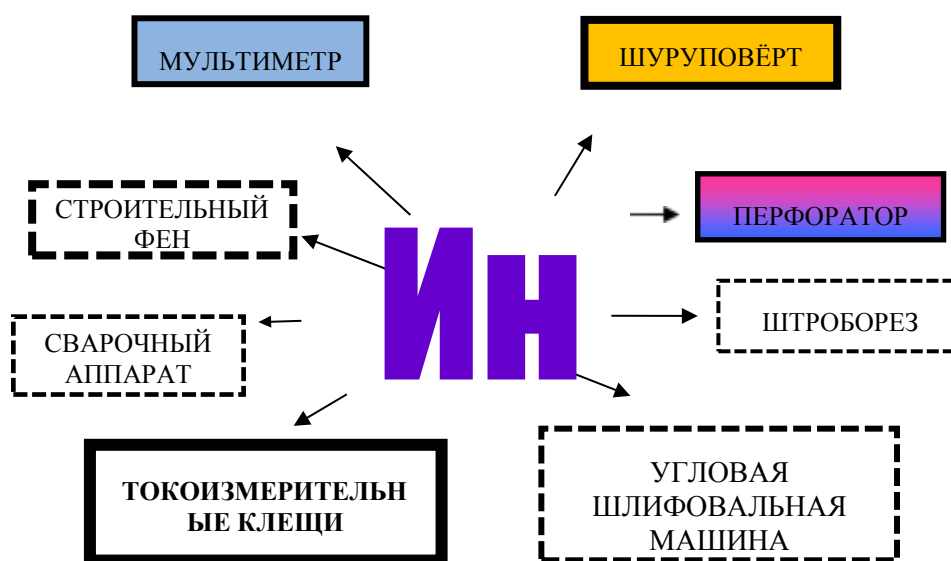 МУЛЬТИМЕТР
ШУРУПОВЁРТ
СТРОИТЕЛЬНЫЙ
ФЕН
ПЕРФОРАТОР
Ин
СВАРОЧНЫЙ
АППАРАТ
ШТРОБОРЕЗ
ТОКОИЗМЕРИТЕЛЬН
ЫЕ КЛЕЩИ
УГЛОВАЯ
ШЛИФОВАЛЬНАЯ
МАШИНА